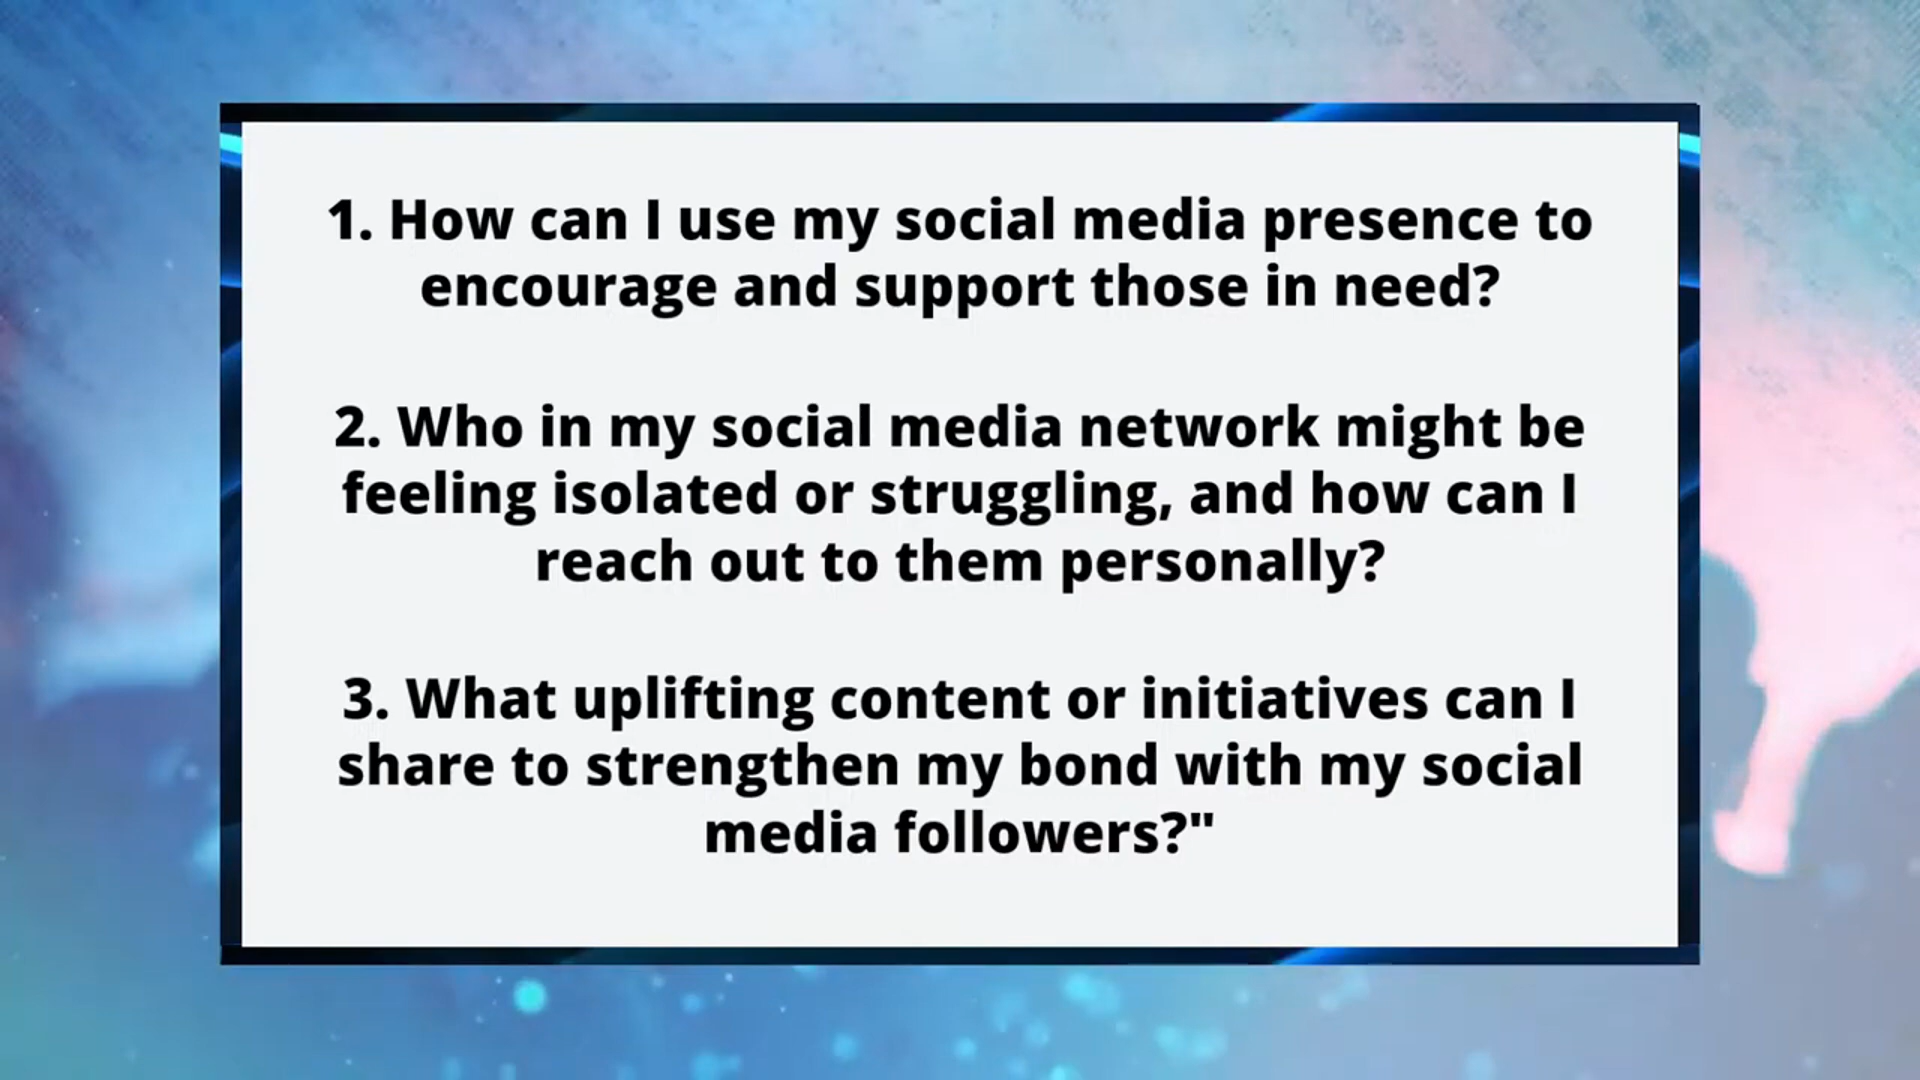 1. How can I use my social media presence to
encourage and support those in need?
2. Who in my social media network might be
feeling isolated or struggling, and how can I
reach out to them personally?
3. What uplifting content or initiatives can I
share to strengthen my bond with my social
media followers?"